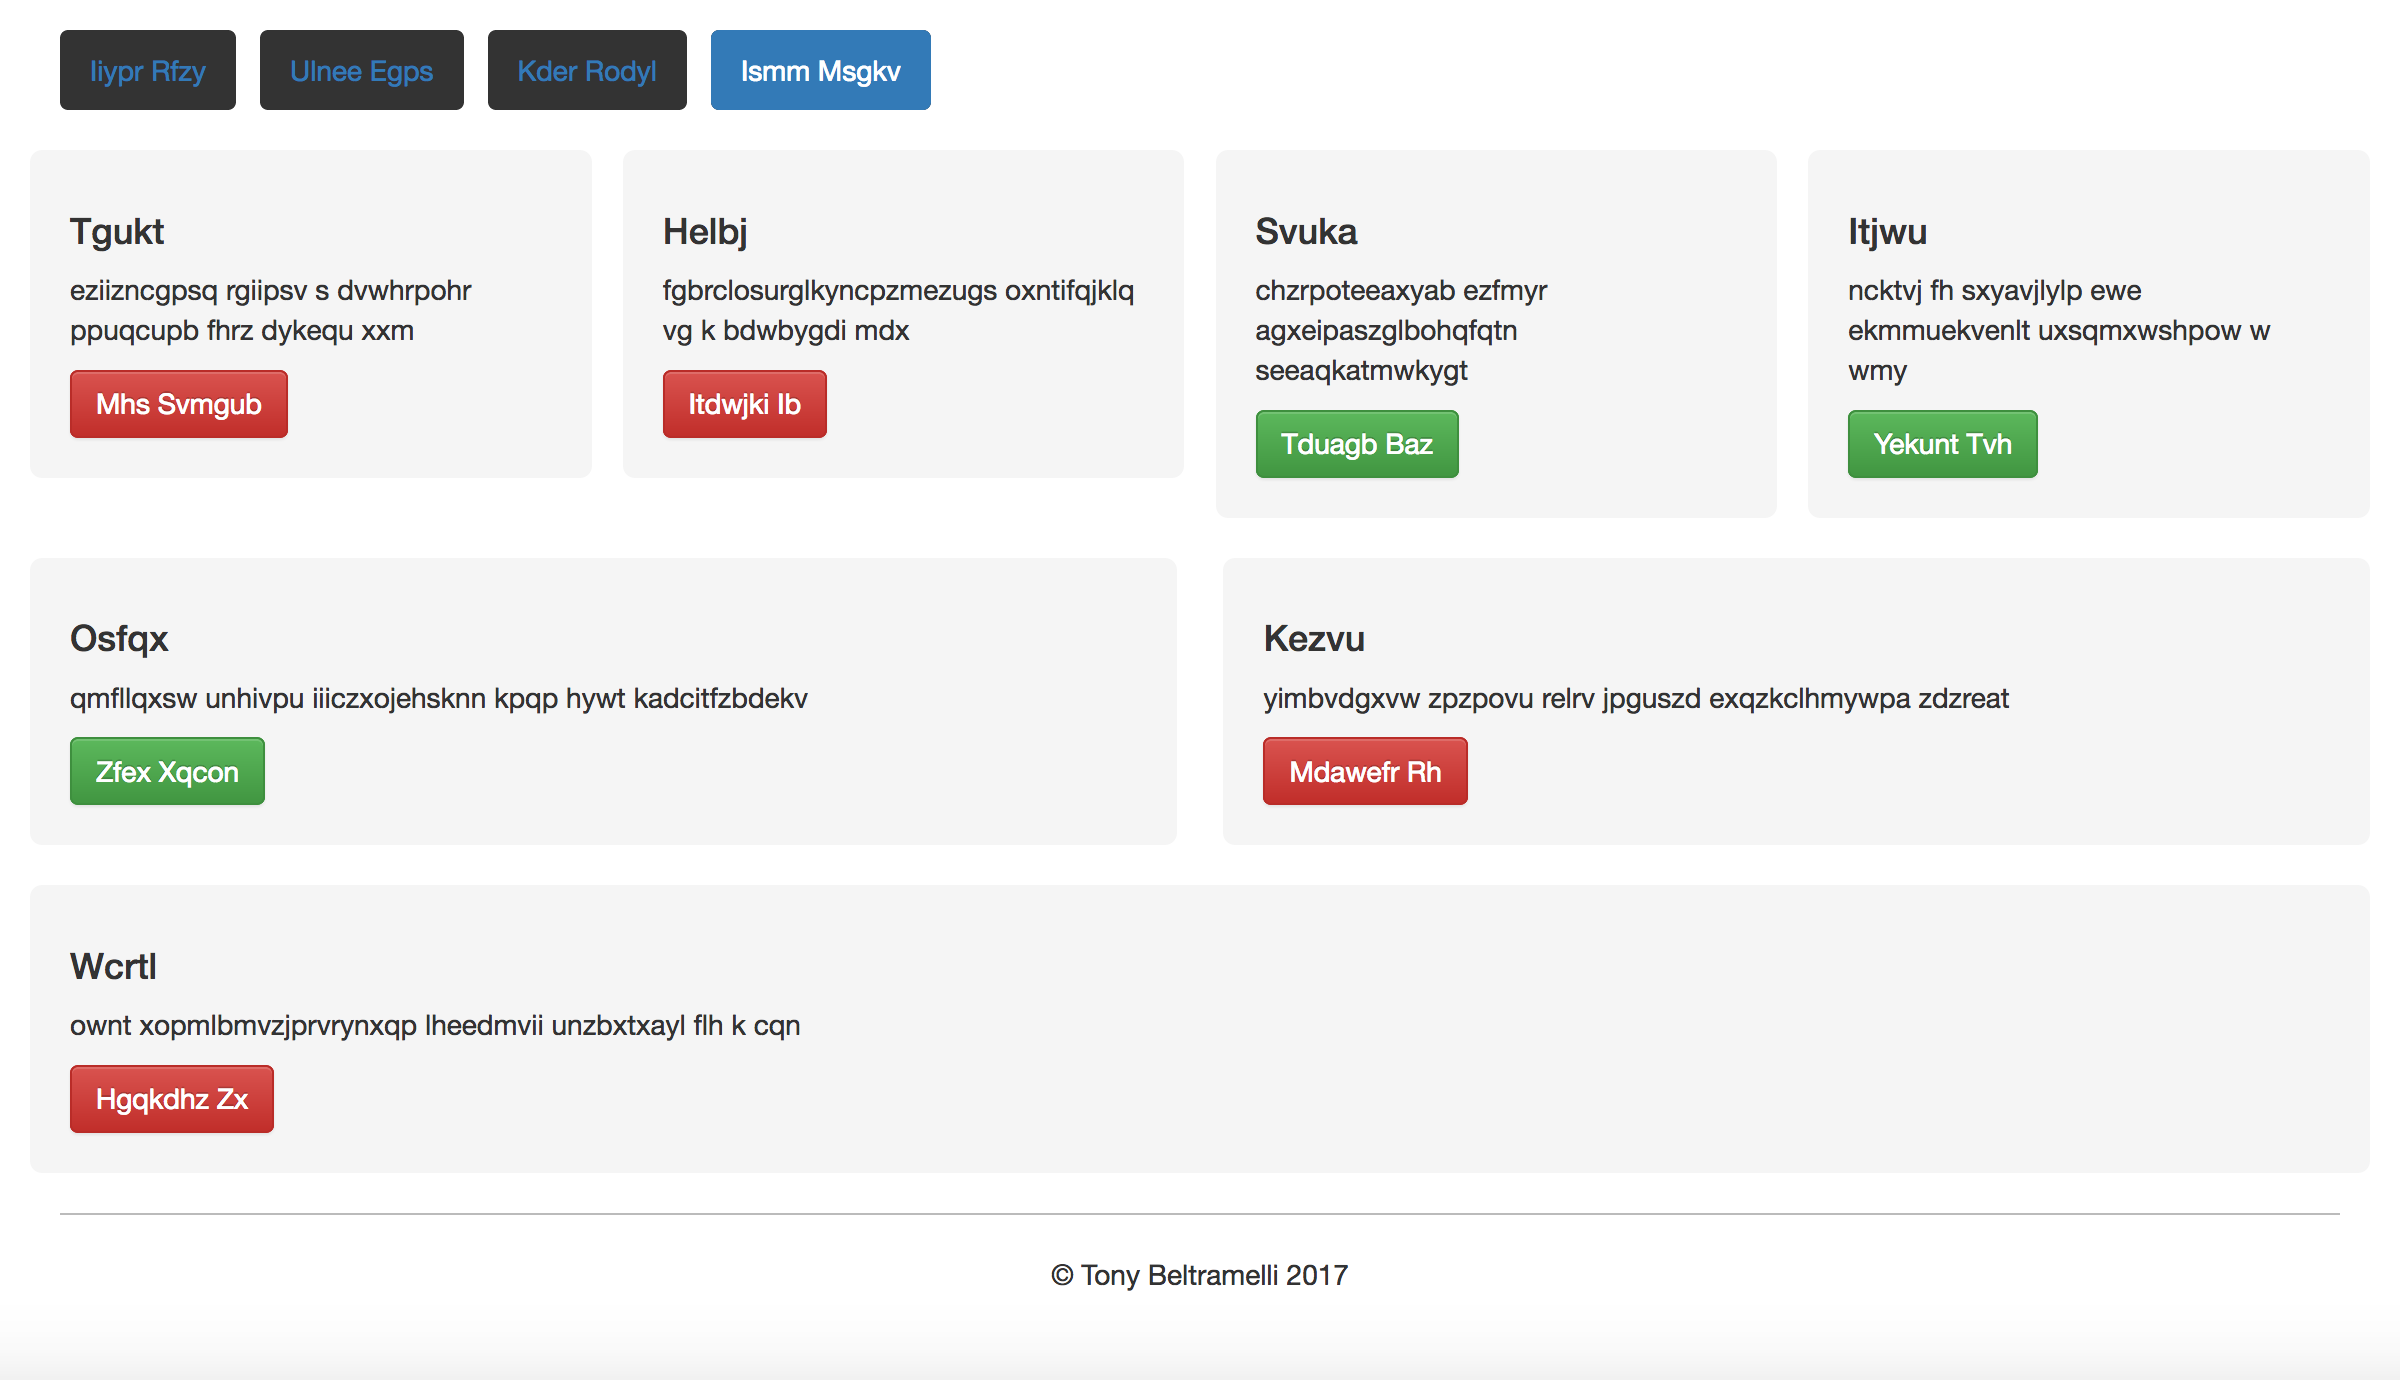 Iiypr Rfzy
Ulnee Egps
Kder Rodyl
Ismm Msgkv
Tgukt
eziizncgpsq rgiipsv s dvwhrpohr
ppuqcupb fhrz dykequ xxm
Mhs Svmgub
Helbj
fgbrclosurglkyncpzmezugs oxntifqjklq
vg k bdwbygdi mdx
Itdwjki Ib
Svuka
chzrpoteeaxyab ezfmyr
agxeipaszglbohqfqtn
seeaqkatmwkygt
Tduagb Baz
Itjwu
ncktvj fh sxyavjlylp ewe
ekmmuekvenlt uxsqmxwshpow w
wmy
Yekunt Tvh
Osfqx
qmfllqxsw unhivpu iiiczxojehsknn kpqp hywt kadcitfzbdekv
Zfex Xqcon
Kezvu
yimbvdgxvw zpzpovu relrv jpguszd exqzkclhmywpa zdzreat
Mdawefr Rh
Wcrtl
ownt xopmlbmvzjprvrynxqp lheedmvii unzbxtxayl flh k cqn
Hgqkdhz Zx
© Tony Beltramelli 2017